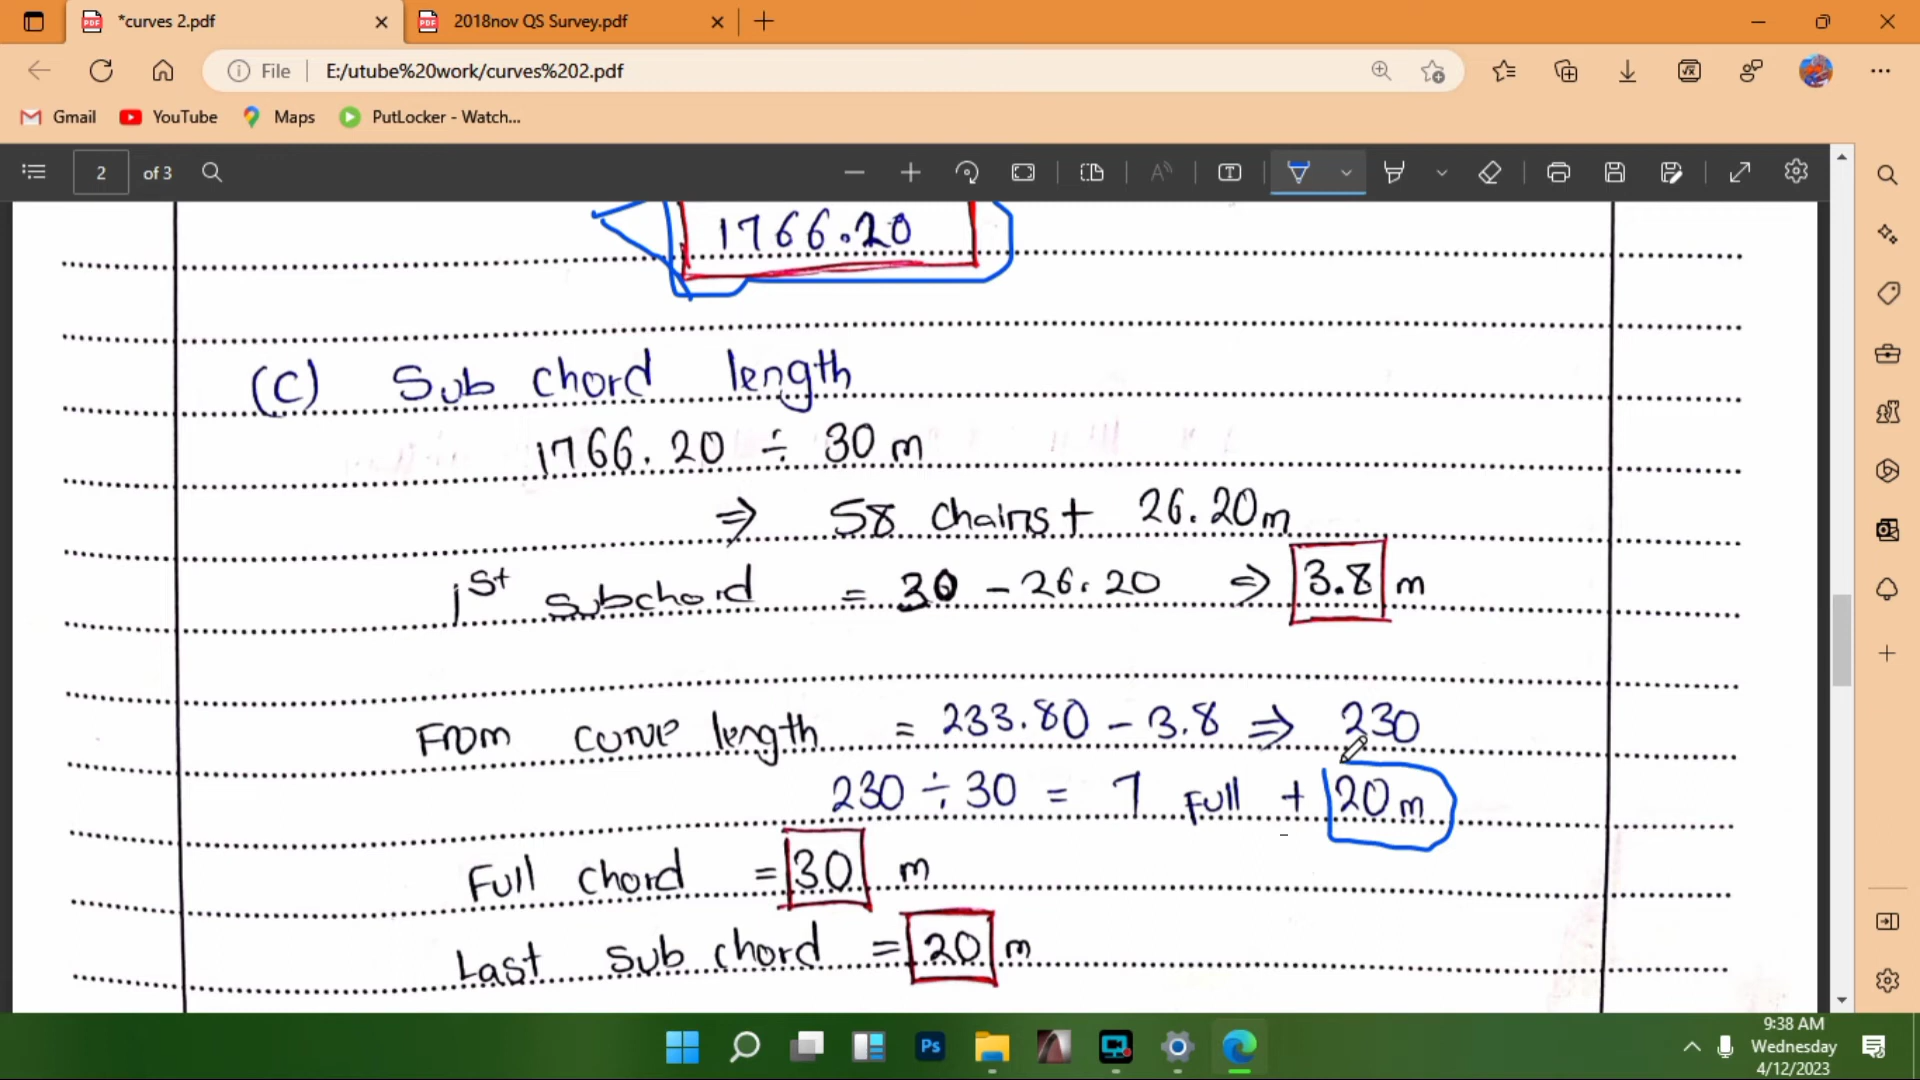 *curves 2.pdf
2018nov QS Survey.pdf
File
E:/utube%20work/curves%202.pdf
Gmail
YouTube
Maps
PutLocker - Watch...
2 of 3
1766.20
(C) Sub chord length
1766.20 ÷ 30 m
⇒ 58 Chains + 26.20m
1st subchord = 30 - 26.20 ⇒ 3.8 m
From curve length = 233.80 - 3.8 ⇒ 230
230 ÷ 30 = 7 Full + 20 m
Full chord = 30 m
Last sub chord = 20 m
Ps
9:38 AM
Wednesday
4/12/2023